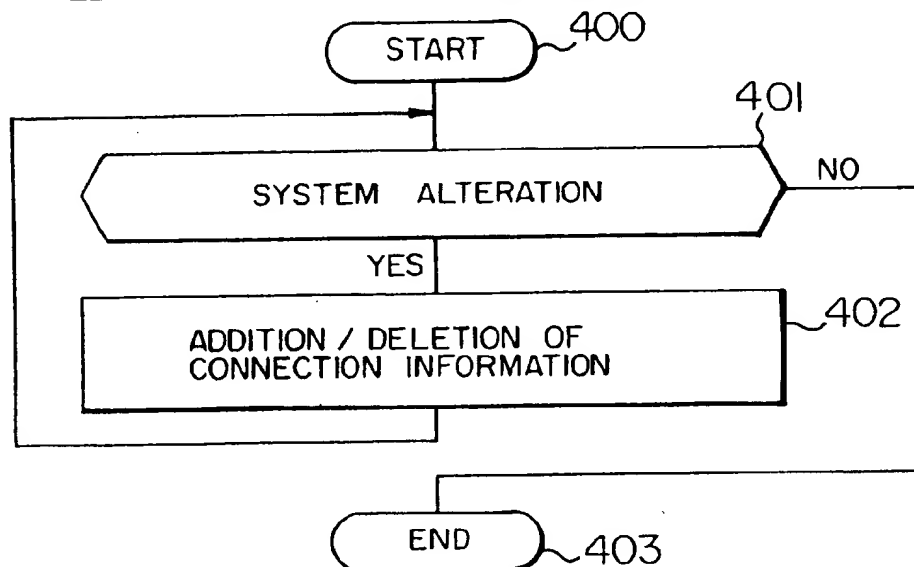 START
400
401
SYSTEM ALTERATION
NO
YES
ADDITION / DELETION OF
CONNECTION INFORMATION
402
END
403